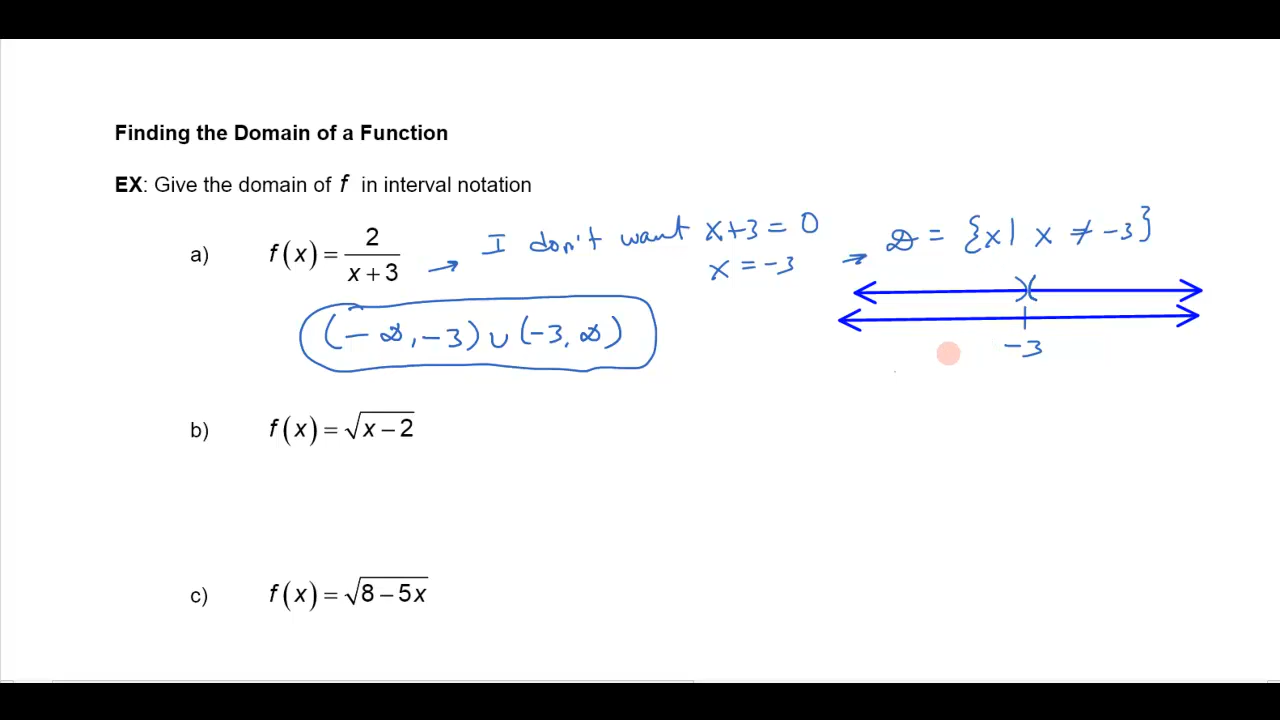 Finding the Domain of a Function
EX: Give the domain of f in interval notation
a) f(x) = 2/(x+3) → I don't want x+3=0
x=-3 → D = {x| x ≠ -3}
(-∞,-3)∪(-3,∞)
)(
-3
b) f(x) = √(x-2)
c) f(x) = √(8-5x)